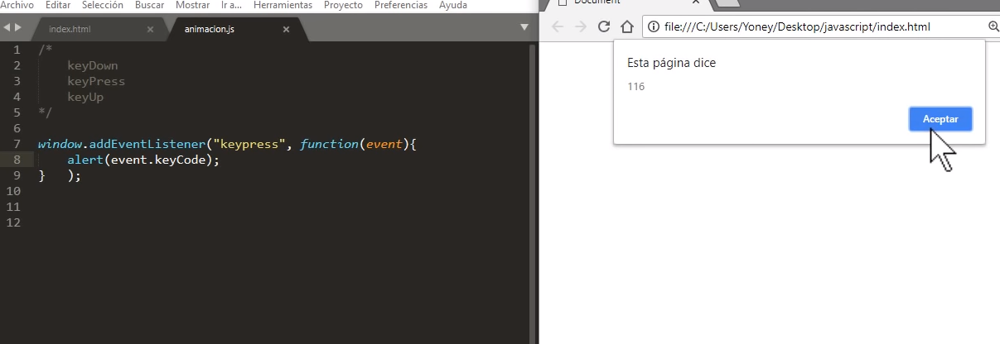 Archivo Editar Selección Buscar Mostrar Ir a... Herramientas Proyecto Preferencias Ayuda
index.html × animacion.js ×
1 /*
2 keyDown
3 keyPress
4 keyUp
5 */
6
7 window.addEventListener("keypress", function(event){
8 alert(event.keyCode);
9 } );
10
11
12
Document
file:///C:/Users/Yoney/Desktop/javascript/index.html
Esta página dice
116
Aceptar